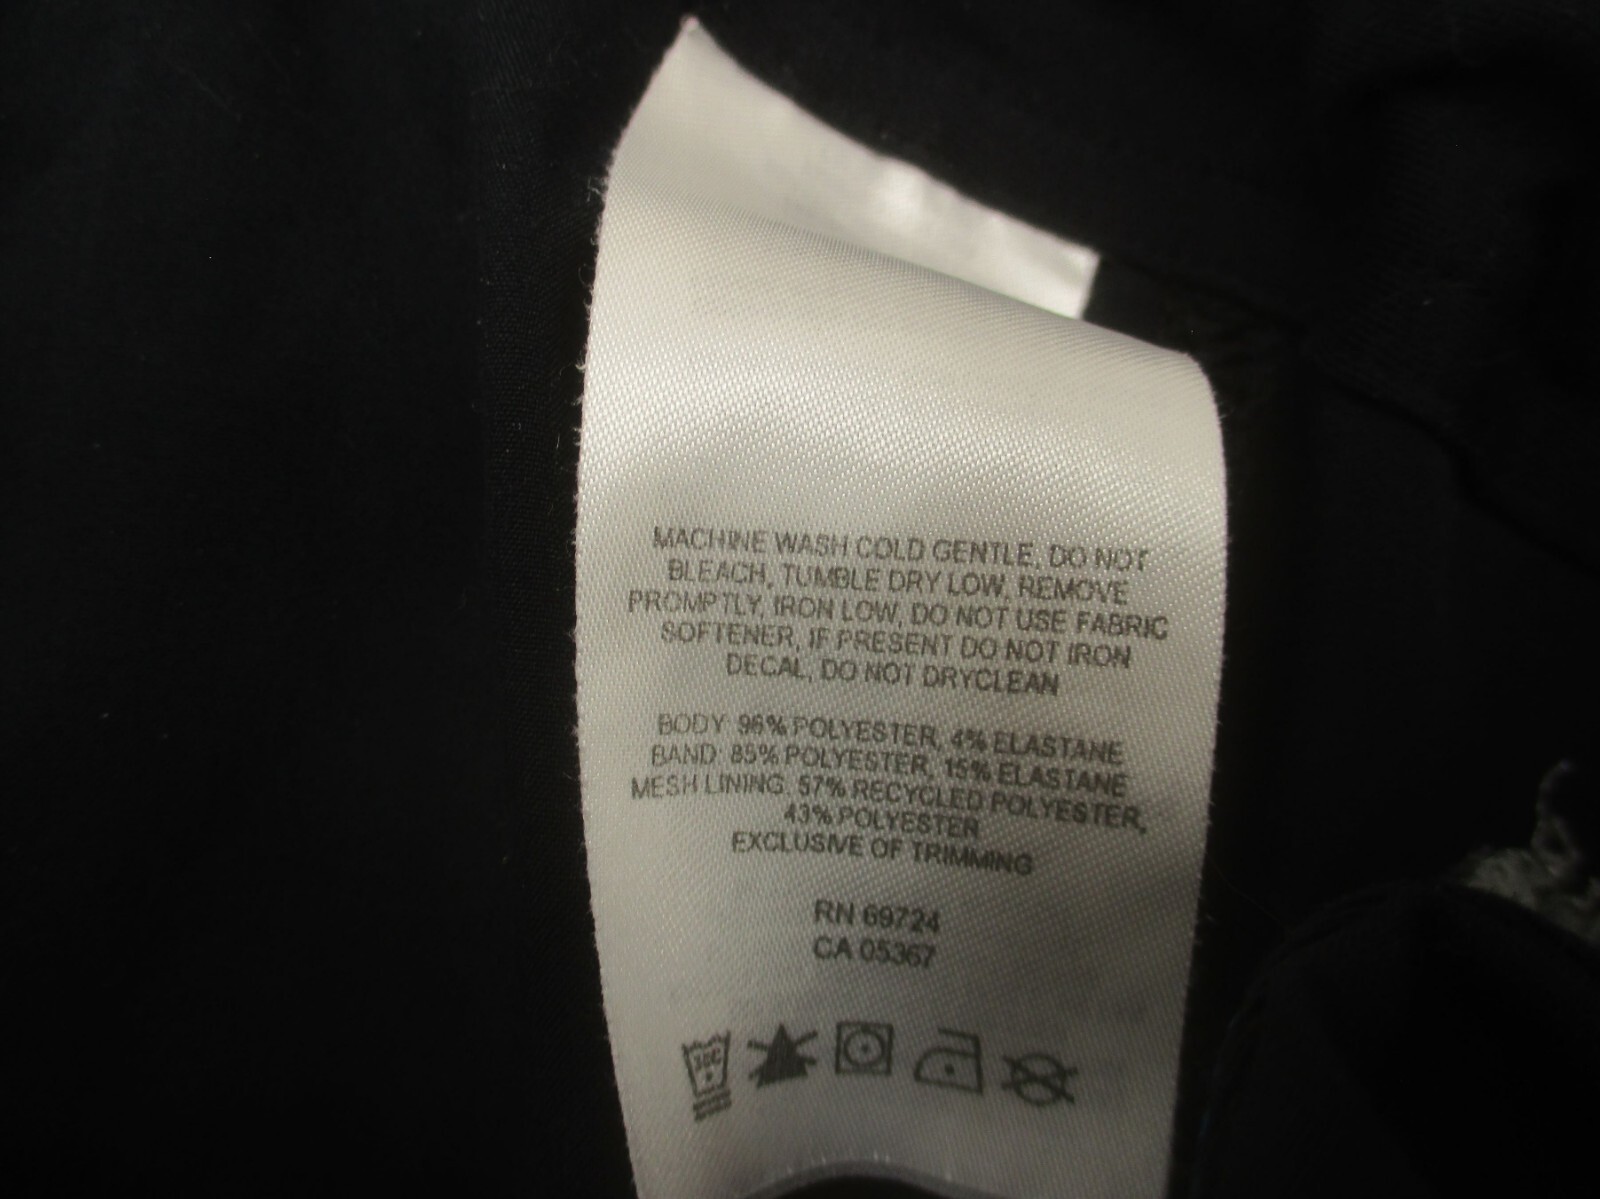 MACHINE WASH COLD GENTLE, DO NOT
BLEACH, TUMBLE DRY LOW, REMOVE
PROMPTLY, IRON LOW, DO NOT USE FABRIC
SOFTENER, IF PRESENT DO NOT IRON
DECAL, DO NOT DRYCLEAN
BODY: 96% POLYESTER, 4% ELASTANE
BAND: 85% POLYESTER, 15% ELASTANE
MESH LINING: 57% RECYCLED POLYESTER,
43% POLYESTER
EXCLUSIVE OF TRIMMING
RN 69724
CA 05367
30C